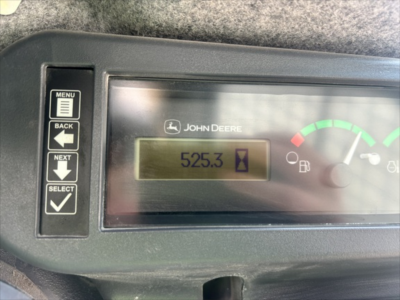 MENU
BACK
NEXT
SELECT
JOHN DEERE
525.3